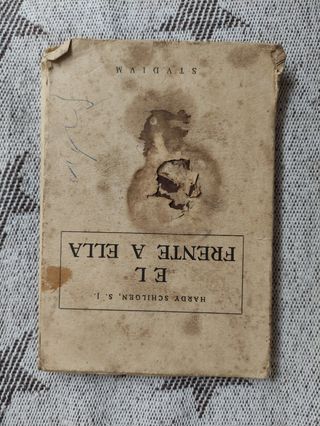 HARDY SCHILGEN, S. J.
EL
FRENTE A ELLA
STVDIVM